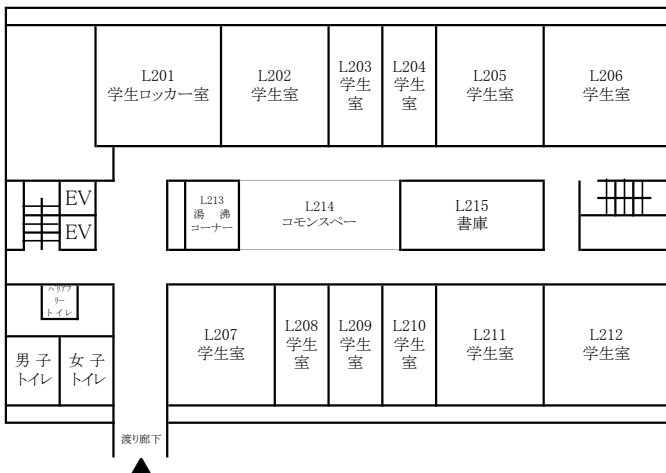 L201
学生ロッカー室
L202
学生室
L203
学生
室
L204
学生
室
L205
学生室
L206
学生室
EV
EV
L213
湯 沸
コーナー
L214
コモンスペー
L215
書庫
バリアフ
リー
トイレ
男 子
トイレ
女 子
トイレ
L207
学生室
L208
学生
室
L209
学生
室
L210
学生
室
L211
学生室
L212
学生室
渡り廊下